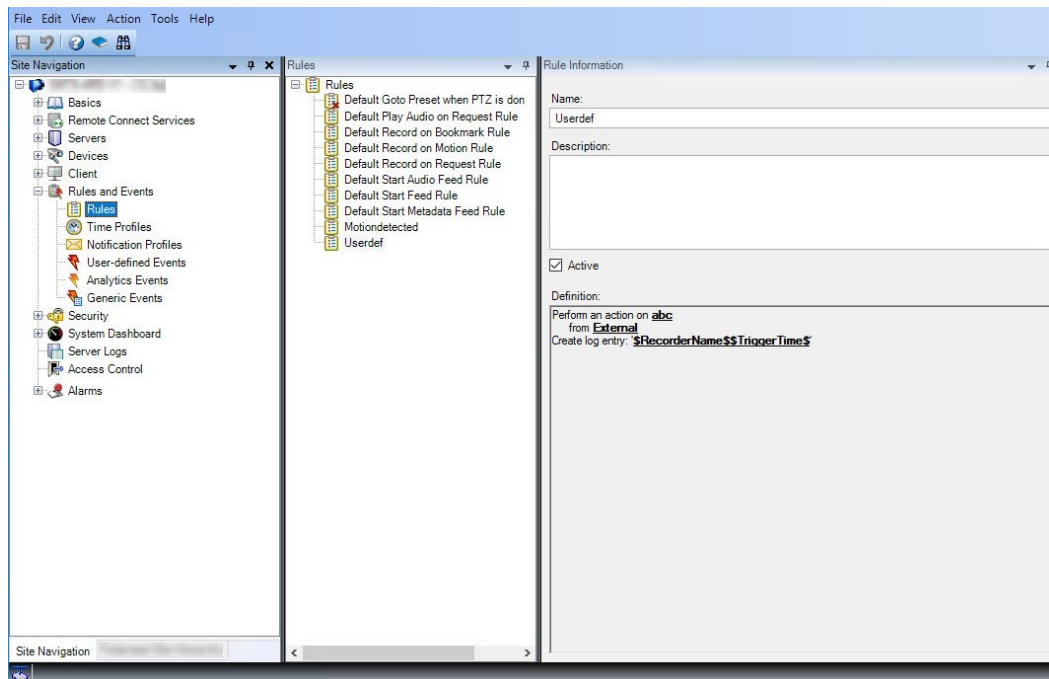 File Edit View Action Tools Help
Site Navigation
Basics
Remote Connect Services
Servers
Devices
Client
Rules and Events
Rules
Time Profiles
Notification Profiles
User-defined Events
Analytics Events
Generic Events
Security
System Dashboard
Server Logs
Access Control
Alarms
Site Navigation
Rules
Rules
Default Goto Preset when PTZ is don
Default Play Audio on Request Rule
Default Record on Bookmark Rule
Default Record on Motion Rule
Default Record on Request Rule
Default Start Audio Feed Rule
Default Start Feed Rule
Default Start Metadata Feed Rule
Motiondetected
Userdef
Rule Information
Name:
Userdef
Description:
Active
Definition:
Perform an action on abc
from External
Create log entry: '$RecorderName$$TriggerTime$'